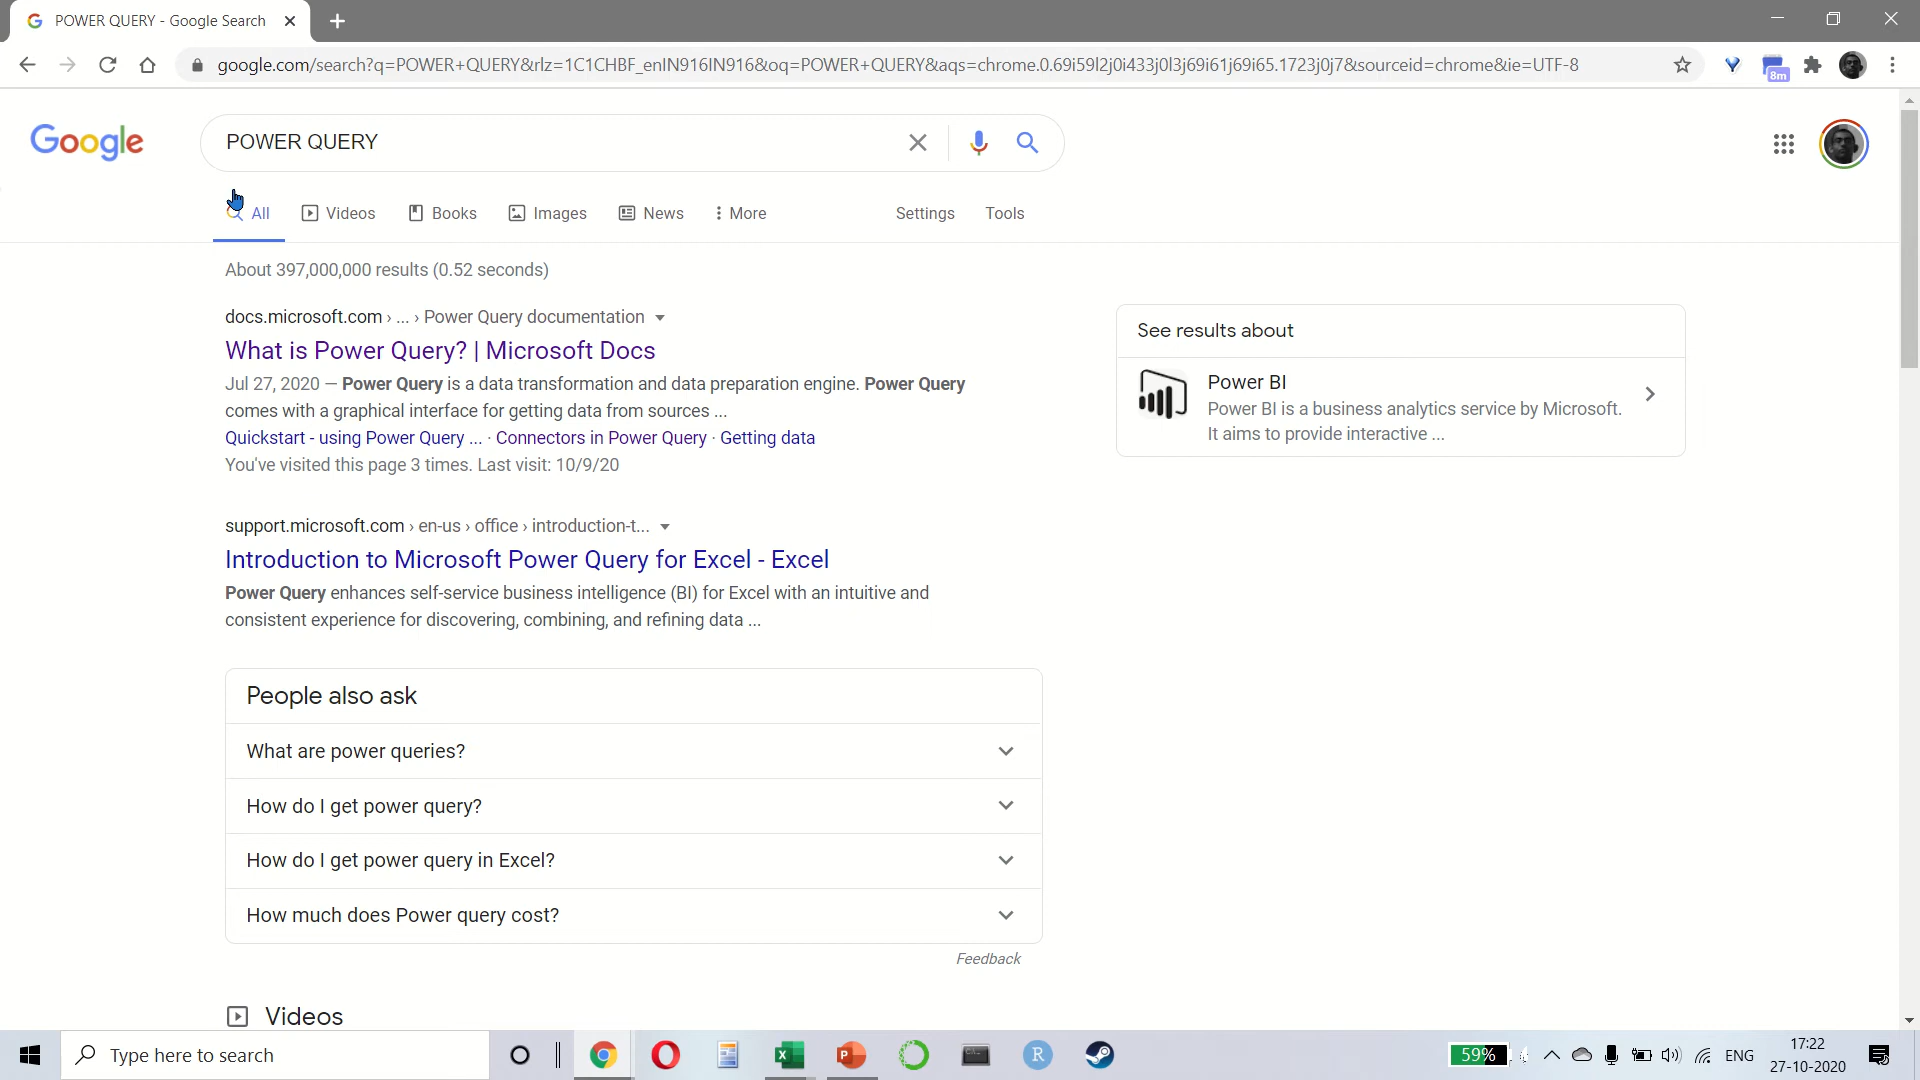 POWER QUERY - Google Search
google.com/search?q=POWER+QUERY&rlz=1C1CHBF_enIN916IN916&oq=POWER+QUERY&aqs=chrome.0.69i59l2j0i433j0l3j69i61j69i65.1723j0j7&sourceid=chrome&ie=UTF-8
8m
Google
POWER QUERY
All Videos Books Images News More Settings Tools
About 397,000,000 results (0.52 seconds)
docs.microsoft.com › ... › Power Query documentation
What is Power Query? | Microsoft Docs
Jul 27, 2020 — Power Query is a data transformation and data preparation engine. Power Query
comes with a graphical interface for getting data from sources ...
Quickstart - using Power Query ... · Connectors in Power Query · Getting data
You've visited this page 3 times. Last visit: 10/9/20
support.microsoft.com › en-us › office › introduction-t...
Introduction to Microsoft Power Query for Excel - Excel
Power Query enhances self-service business intelligence (BI) for Excel with an intuitive and
consistent experience for discovering, combining, and refining data ...
People also ask
What are power queries?
How do I get power query?
How do I get power query in Excel?
How much does Power query cost?
Feedback
Videos
See results about
Power BI
Power BI is a business analytics service by Microsoft.
It aims to provide interactive ...
Type here to search
59%
ENG
17:22
27-10-2020